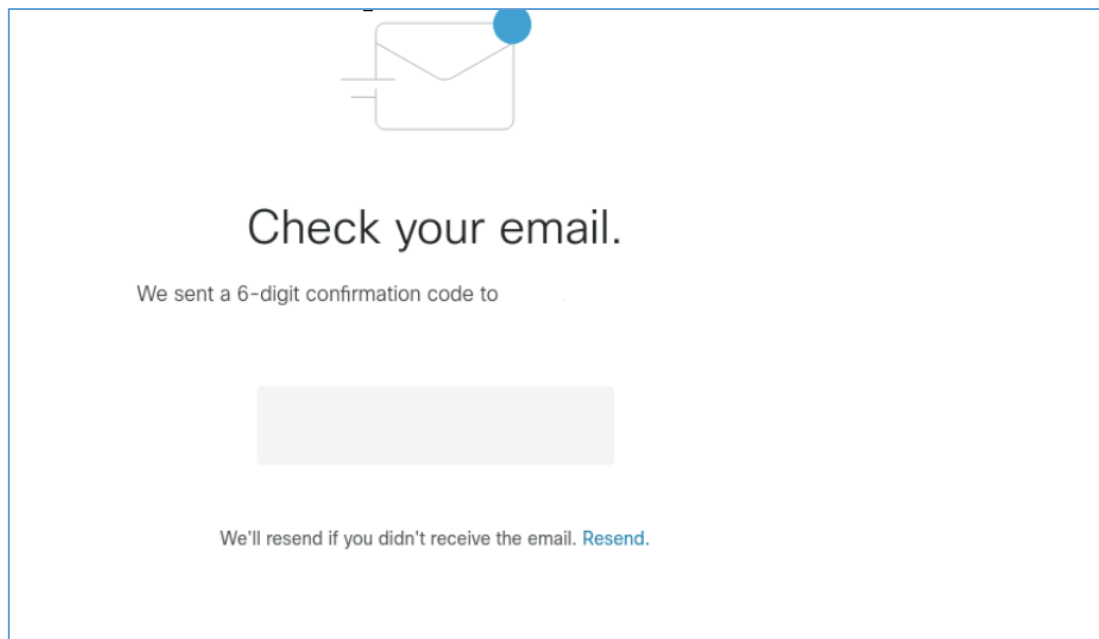 Check your email.
We sent a 6-digit confirmation code to
We'll resend if you didn't receive the email. Resend.